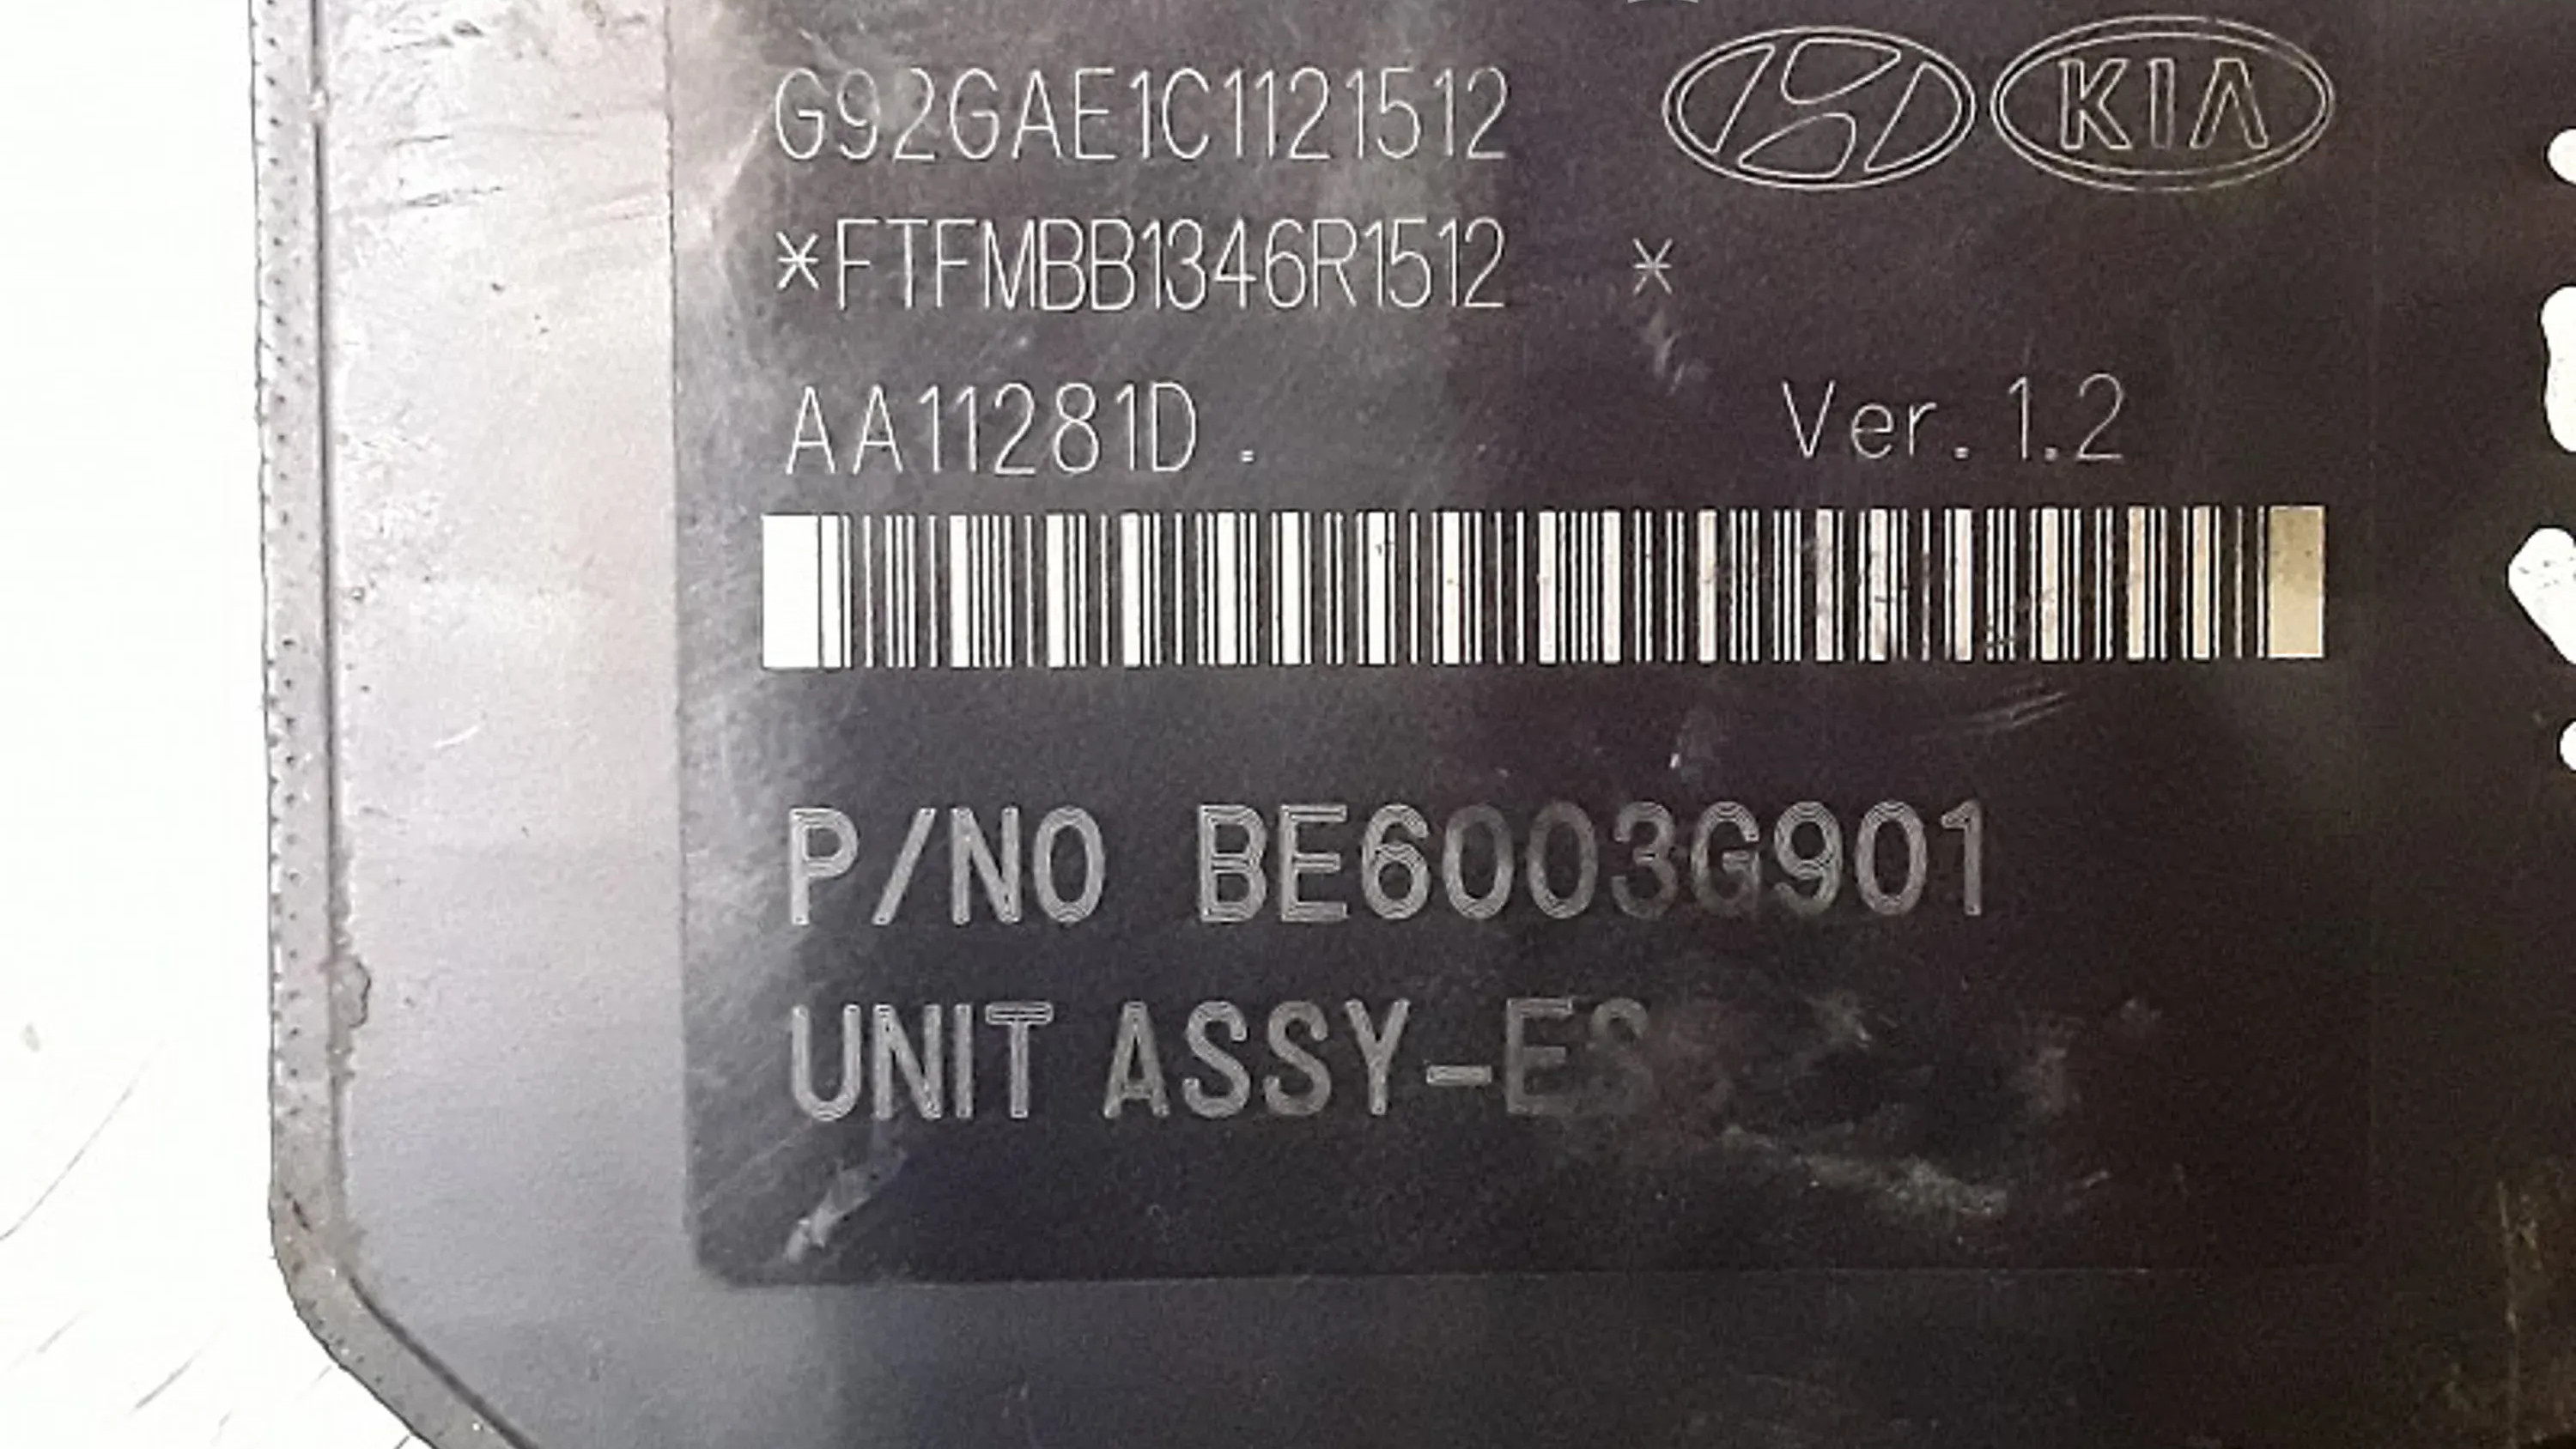 G92GAE1C1121512
KIA
*FTFMBB1346R1512 *
AA11281D . Ver.1.2
P/NO BE6003G901
UNIT ASSY-ES